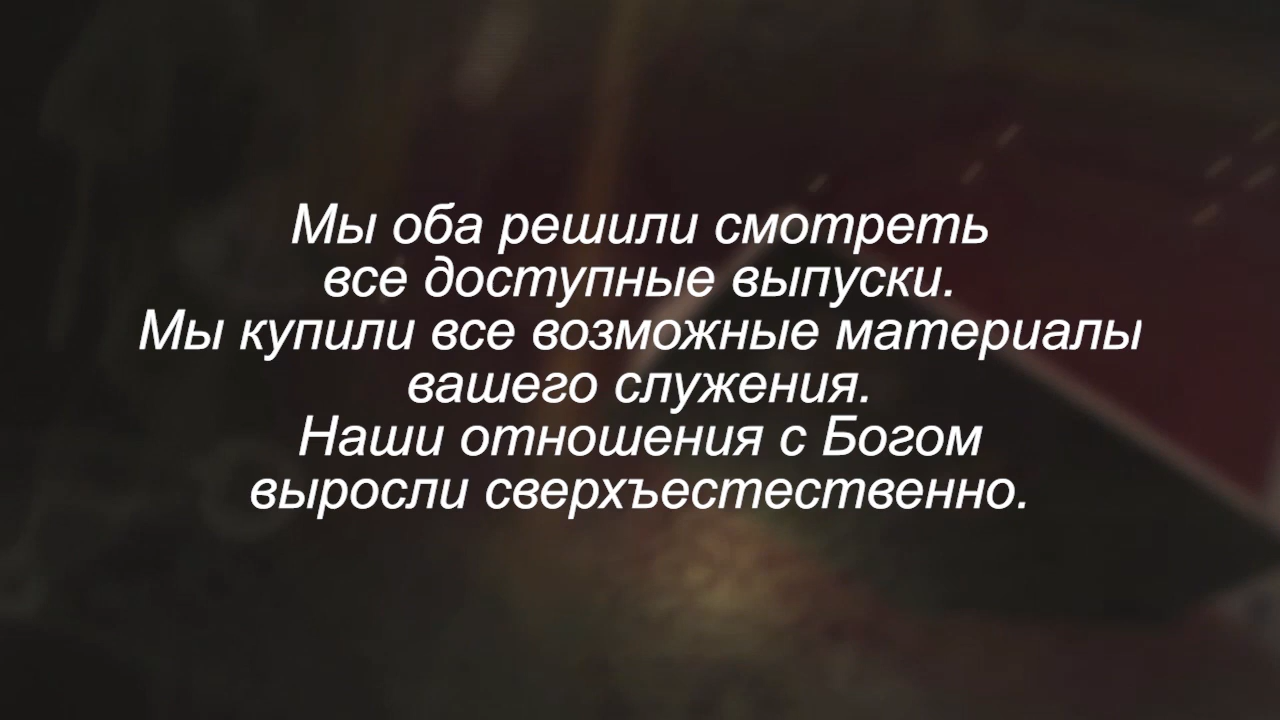 Мы оба решили смотреть
все доступные выпуски.
Мы купили все возможные материалы
вашего служения.
Наши отношения с Богом
выросли сверхъестественно.